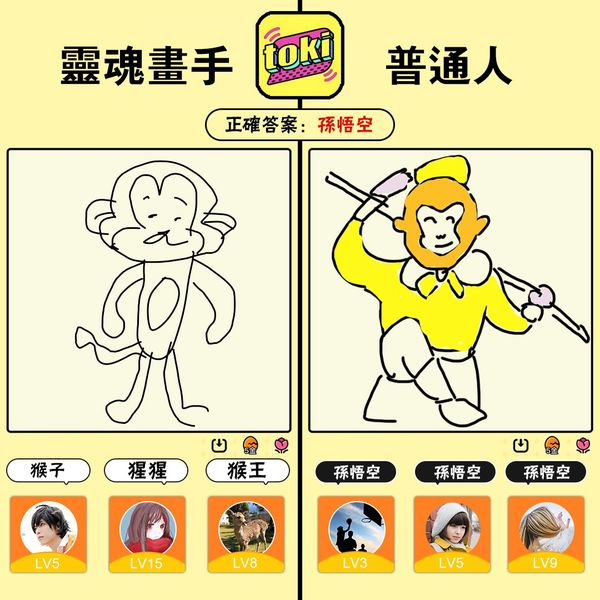 靈魂畫手
toki
普通人
正確答案：孫悟空
猴子
猩猩
猴王
孫悟空
孫悟空
孫悟空
LV5
LV15
LV8
LV3
LV5
LV9